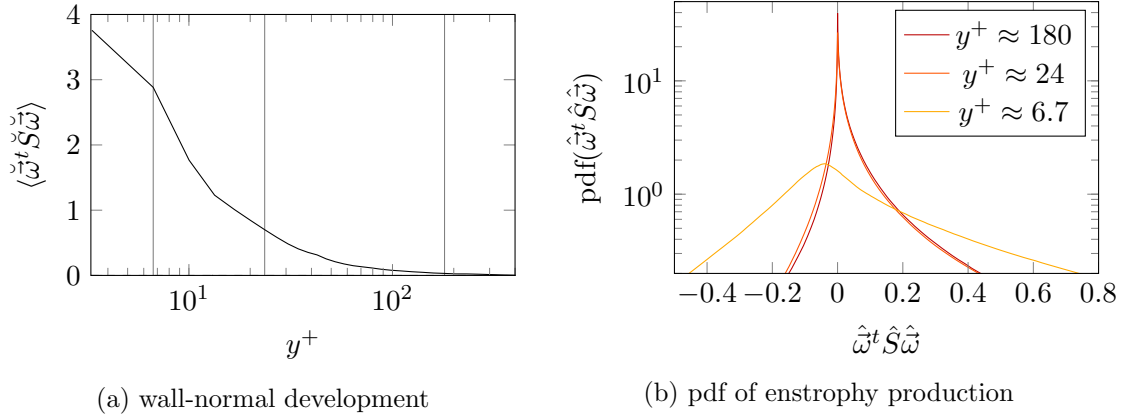 4
3
2
1
0
10¹
10²
y⁺
⟨ω̆⃗ᵗS̆ω̆⃗⟩
(a) wall-normal development
10¹
10⁰
−0.4
−0.2
0
0.2
0.4
0.6
0.8
ω̂⃗ᵗŜω̂⃗
pdf(ω̂⃗ᵗŜω̂⃗)
y⁺ ≈ 180
y⁺ ≈ 24
y⁺ ≈ 6.7
(b) pdf of enstrophy production